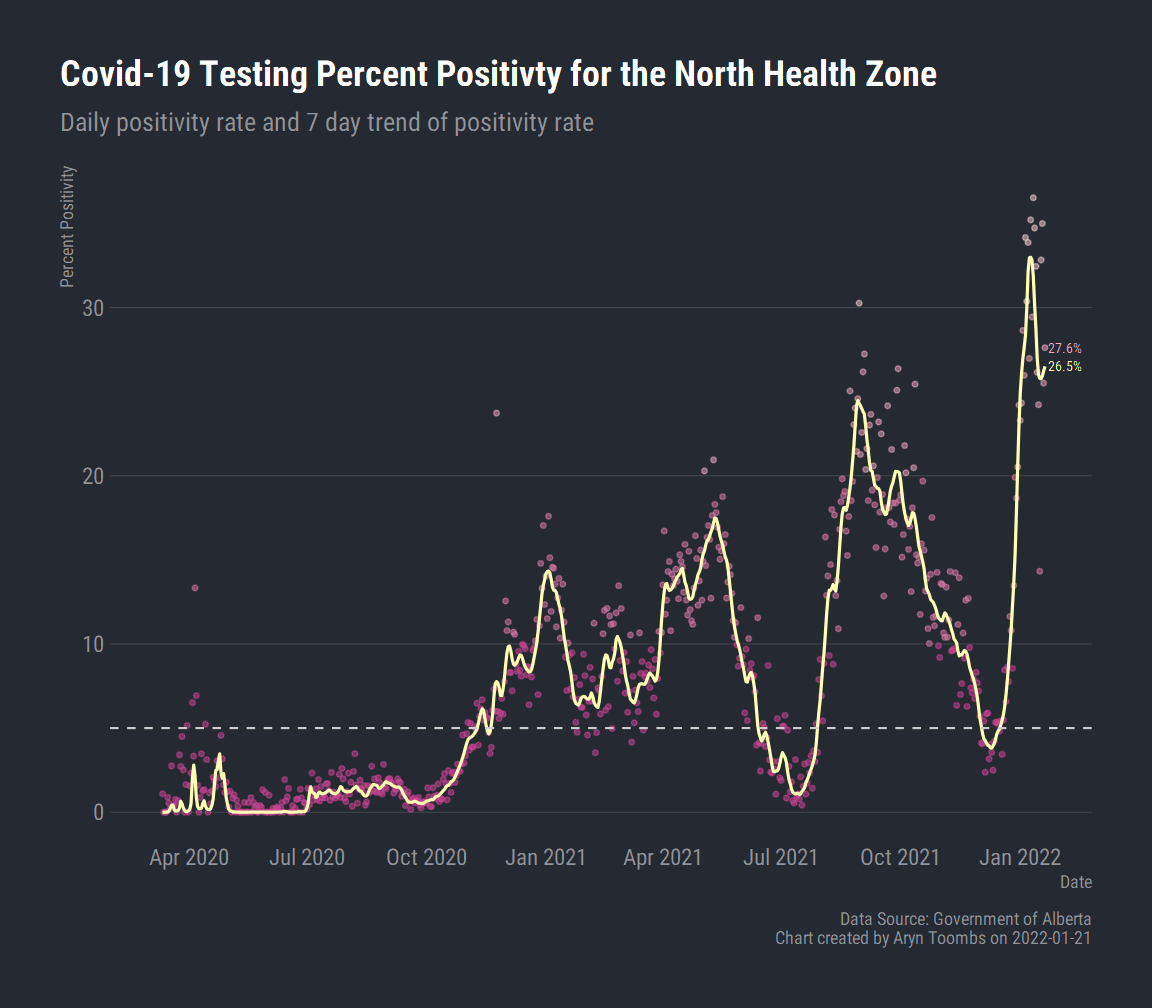 Covid-19 Testing Percent Positivty for the North Health Zone
Daily positivity rate and 7 day trend of positivity rate
Percent Positivity
30
27.6%
26.5%
20
10
0
Apr 2020 Jul 2020 Oct 2020 Jan 2021 Apr 2021 Jul 2021 Oct 2021 Jan 2022
Date
Data Source: Government of Alberta
Chart created by Aryn Toombs on 2022-01-21